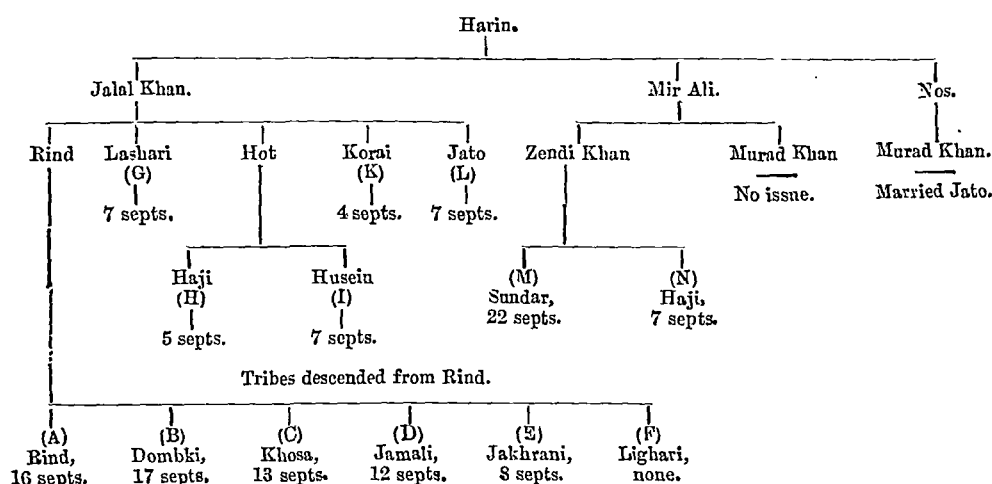 Harin.
Jalal Khan. Mir Ali. Nos.
Rind Lashari Hot Korai Jato Zendi Khan Murad Khan Murad Khan.
(G) (K) (L)
No issue. Married Jato.
7 septs. 4 septs. 7 septs.
Haji Husein (M) (N)
(H) (I) Sundar, Haji,
22 septs. 7 septs.
5 septs. 7 septs.
Tribes descended from Rind.
(A) (B) (C) (D) (E) (F)
Rind, Dombki, Khosa, Jamali, Jakhrani, Lighari,
16 septs. 17 septs. 13 septs. 12 septs. 8 septs. none.